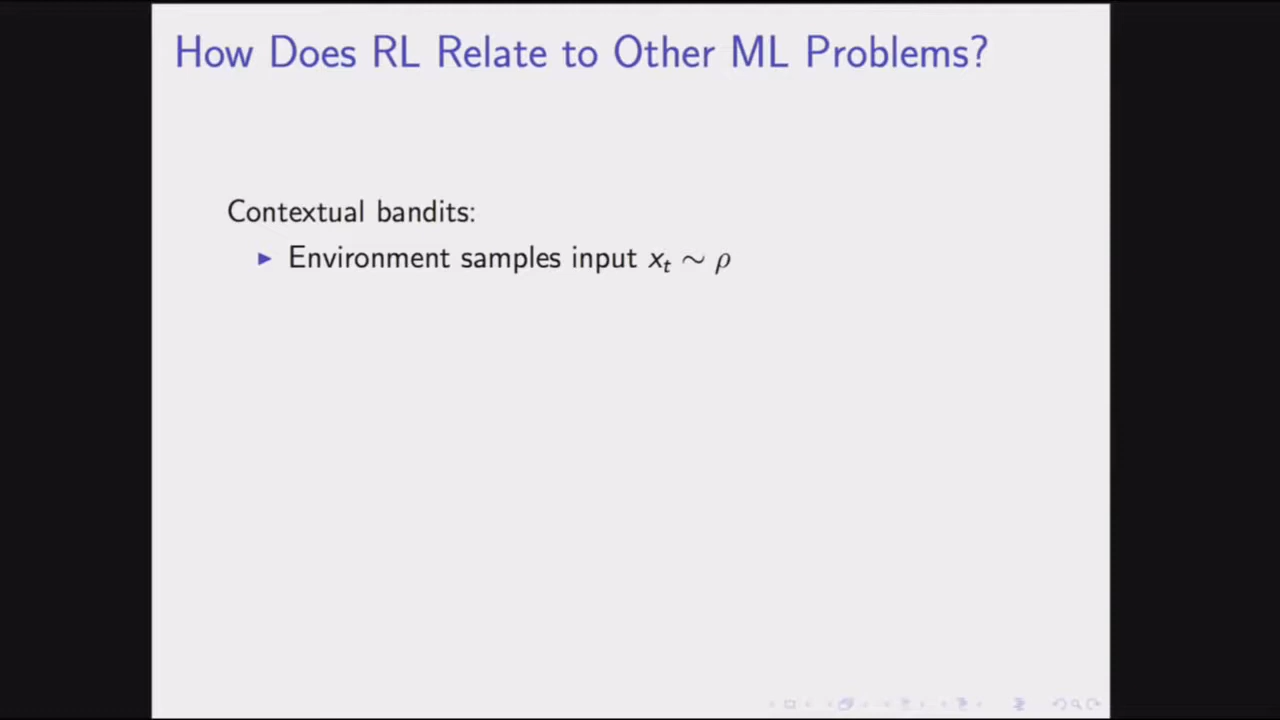 How Does RL Relate to Other ML Problems?
Contextual bandits:
▶ Environment samples input xₜ ∼ ρ